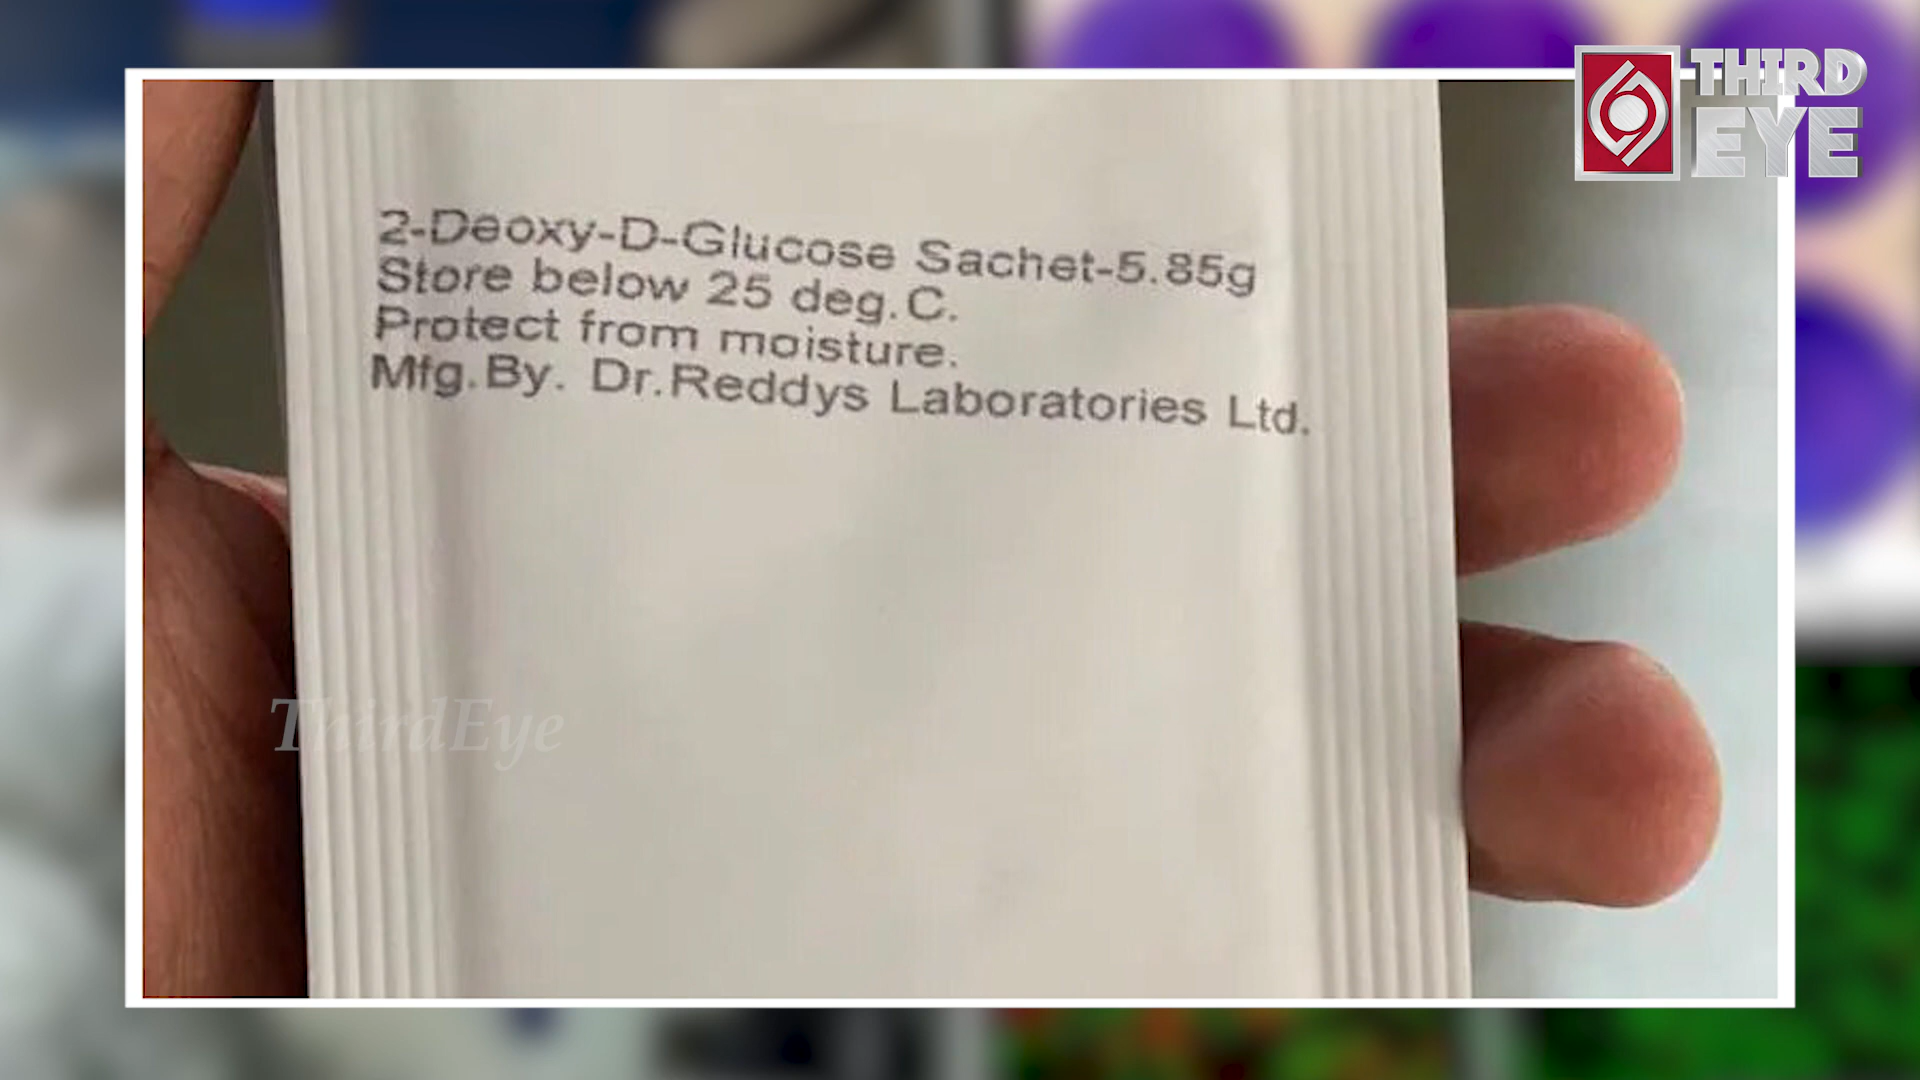 THIRD
EYE
2-Deoxy-D-Glucose Sachet-5.85g
Store below 25 deg.C.
Protect from moisture.
Mfg.By. Dr.Reddys Laboratories Ltd.
ThirdEye